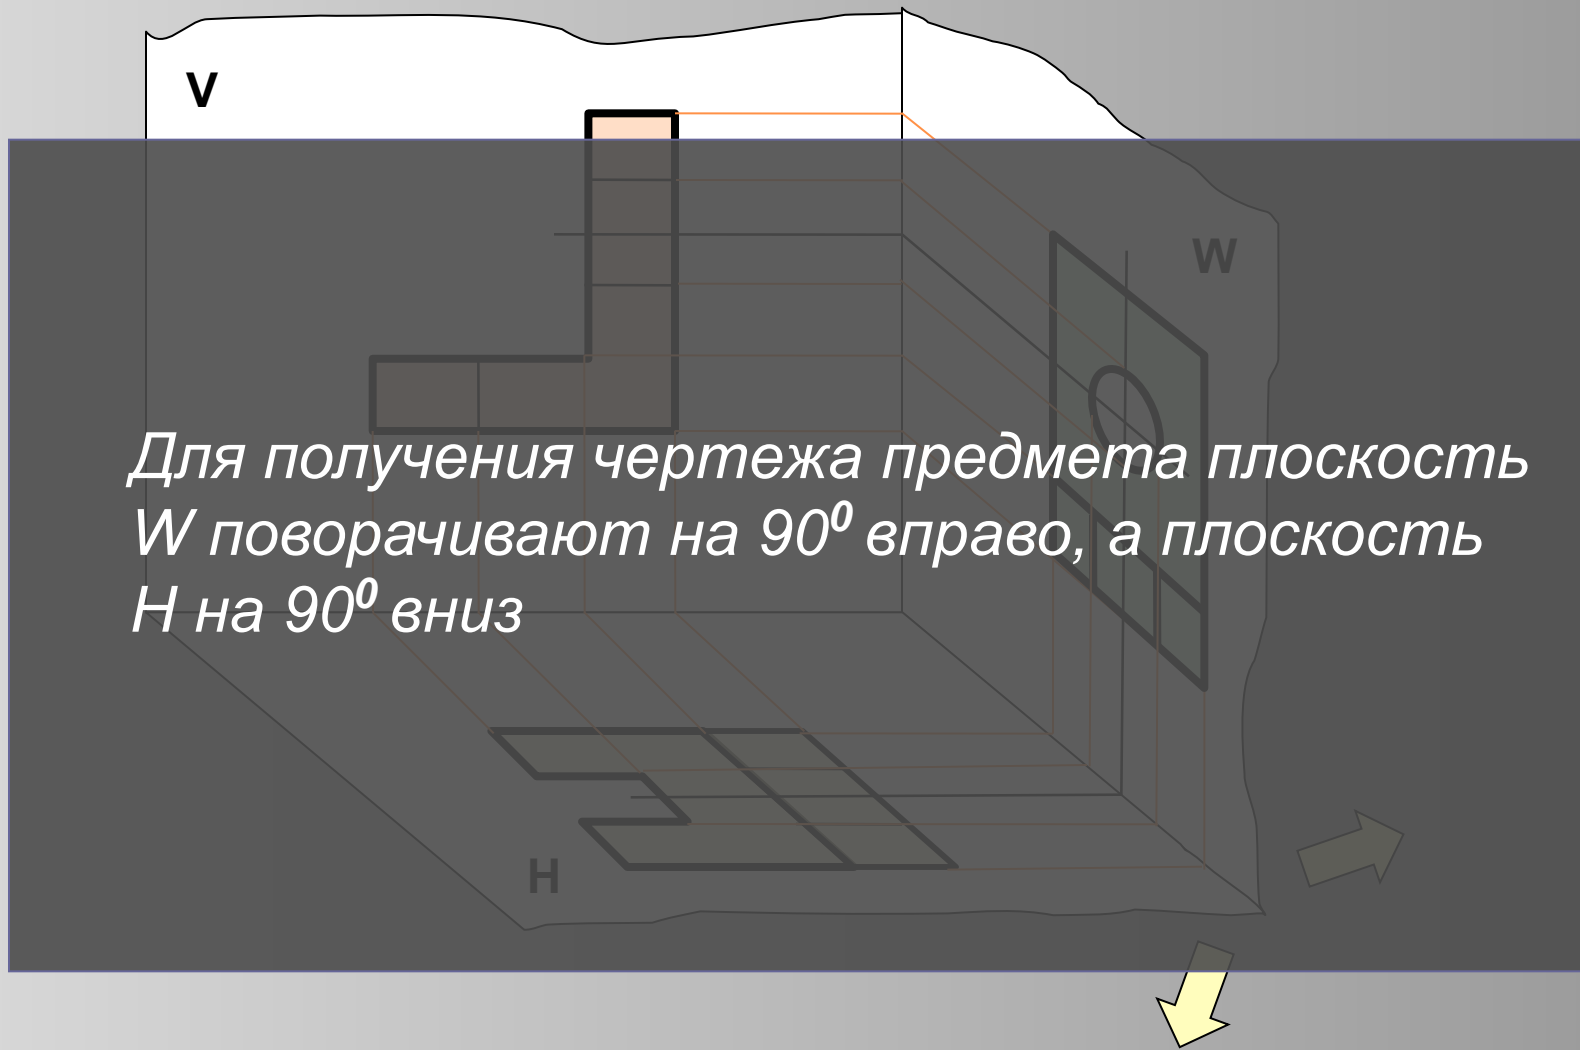 V
W
Для получения чертежа предмета плоскость
W поворачивают на 90⁰ вправо, а плоскость
Н на 90⁰ вниз
H